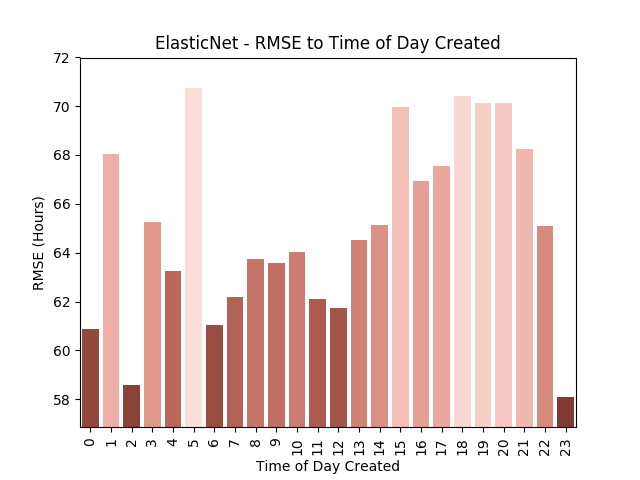 ElasticNet - RMSE to Time of Day Created
72
70
68
66
64
62
60
58
RMSE (Hours)
0 1 2 3 4 5 6 7 8 9 10 11 12 13 14 15 16 17 18 19 20 21 22 23
Time of Day Created